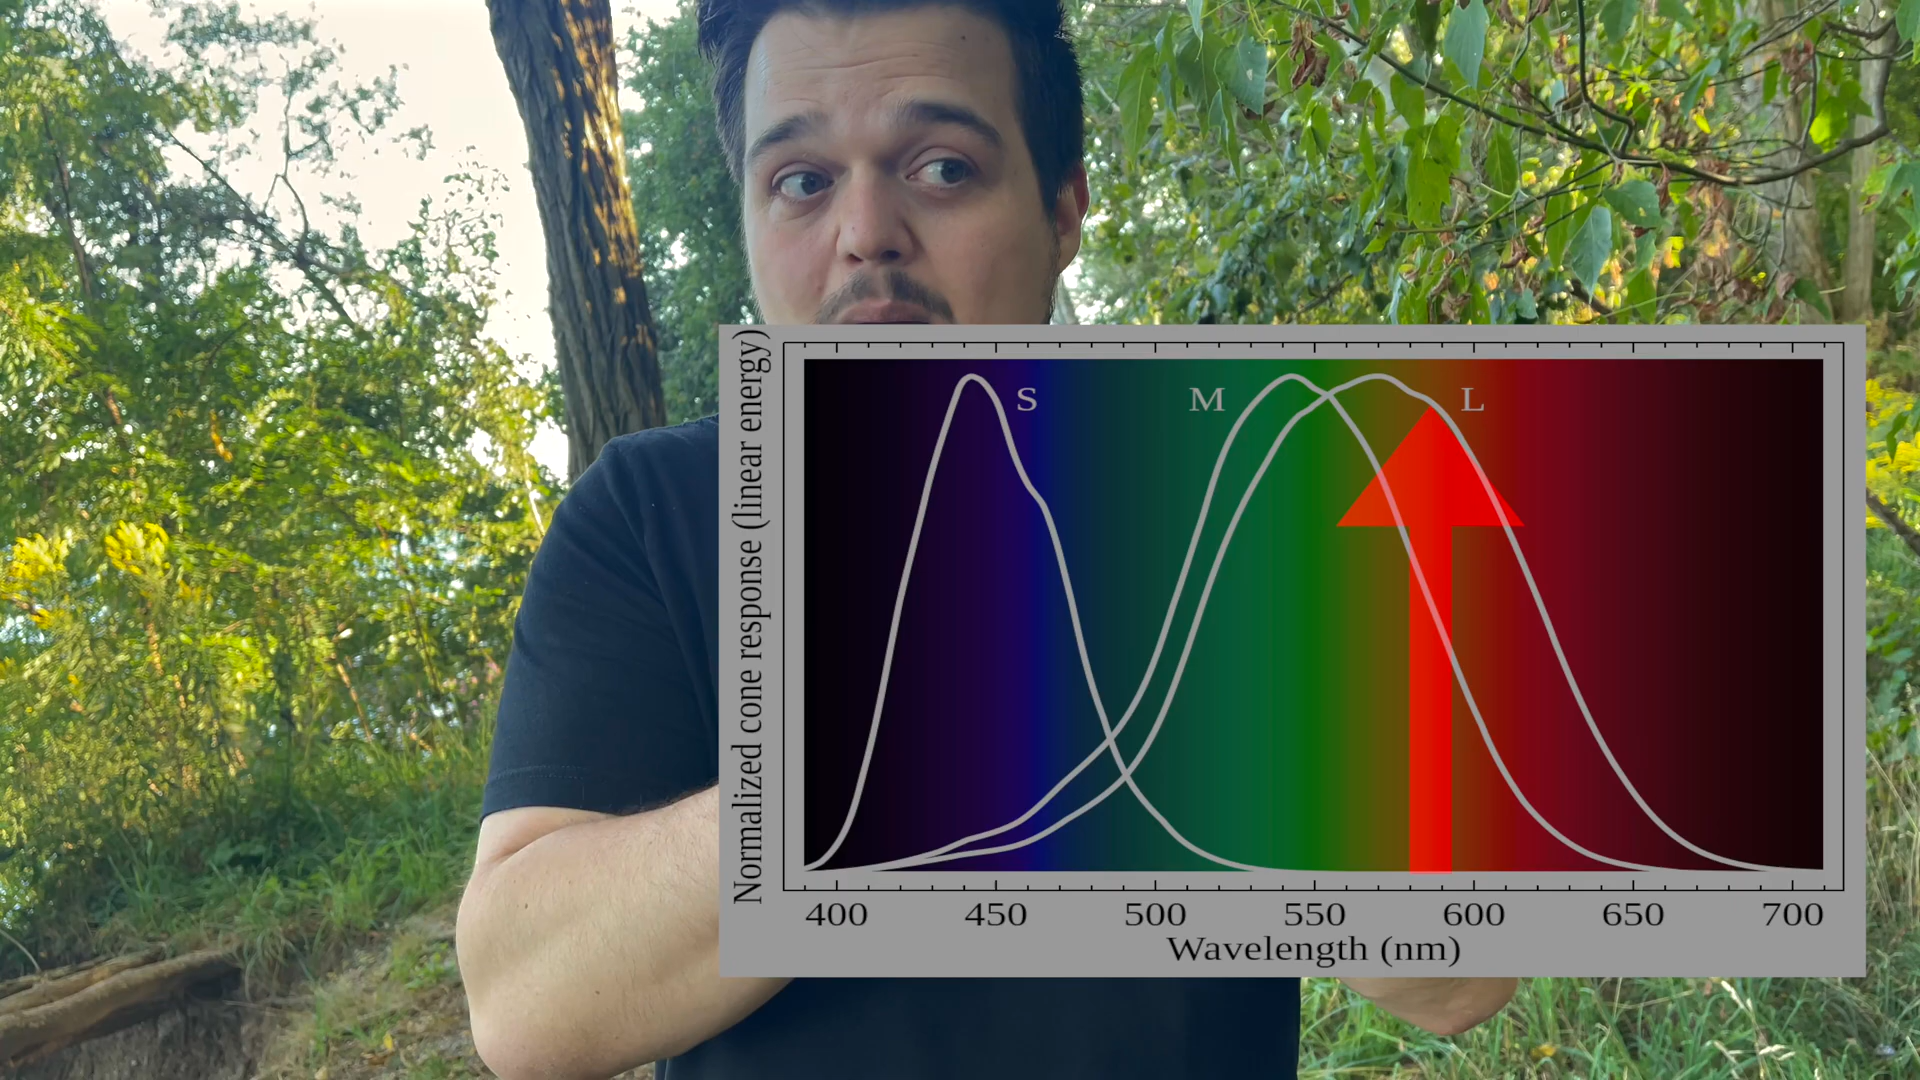 Normalized cone response (linear energy)
S
M
L
400 450 500 550 600 650 700
Wavelength (nm)